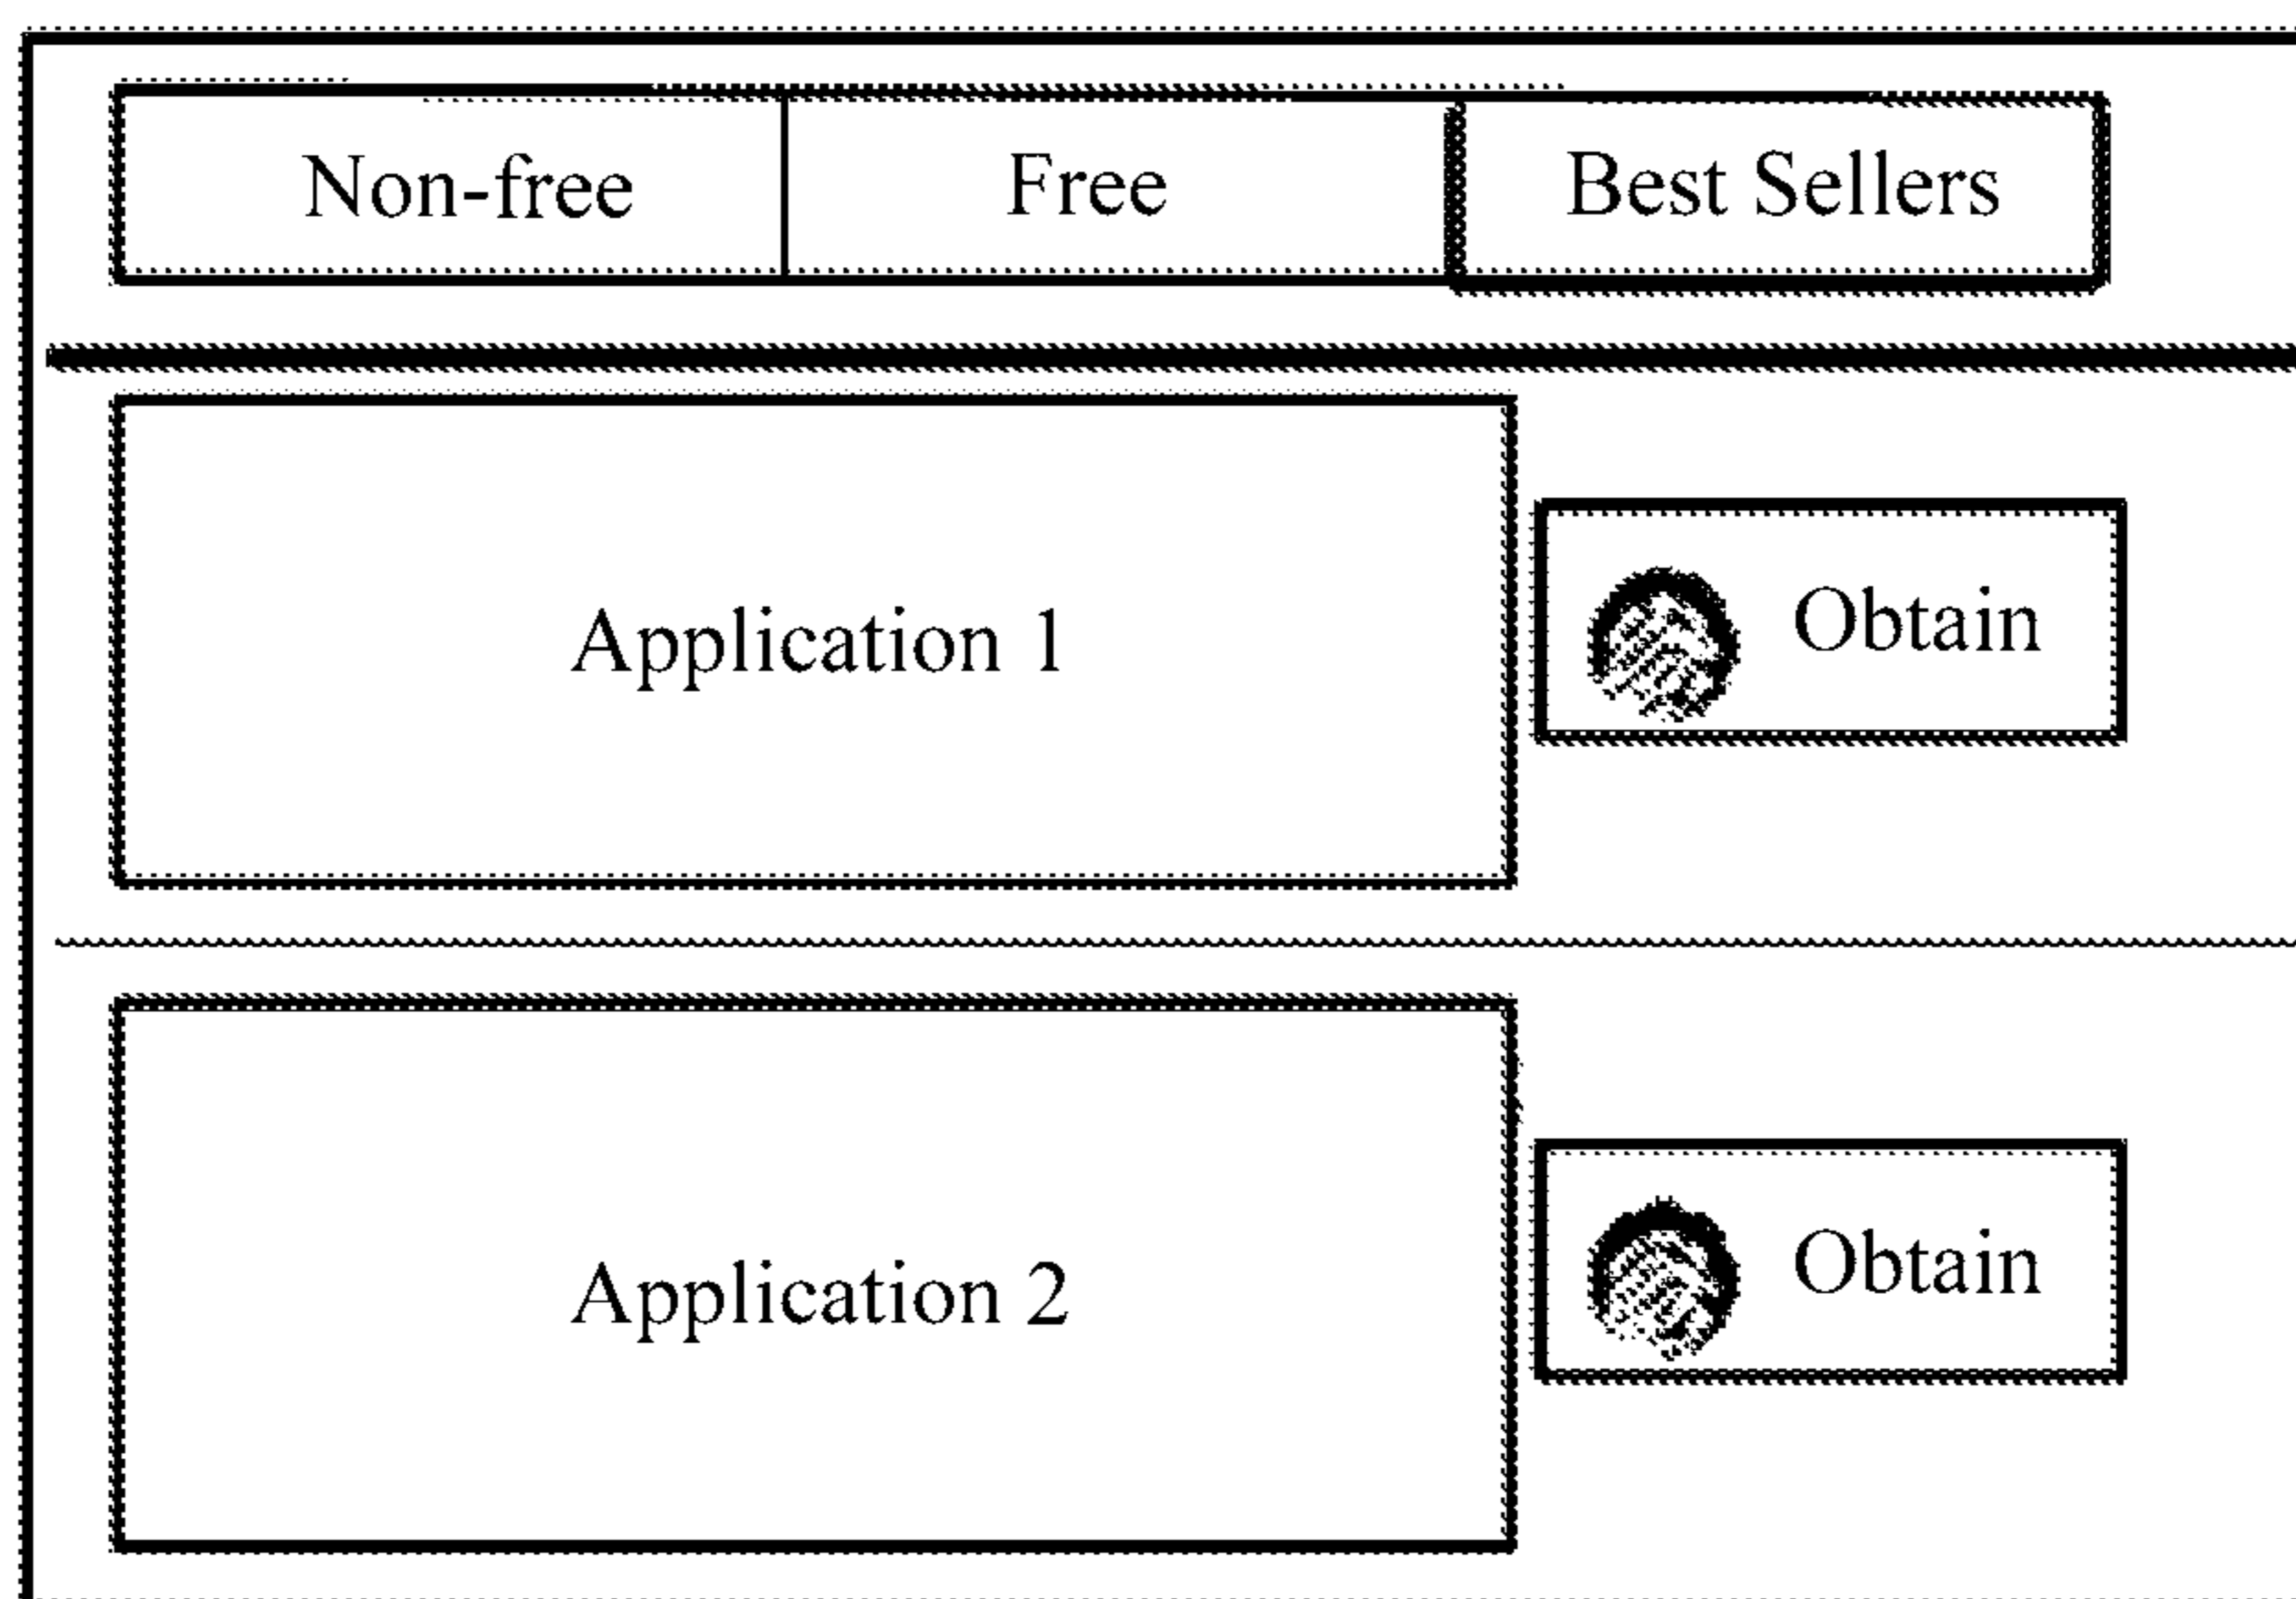 Non-free Free Best Sellers
Application 1
Obtain
Application 2
Obtain